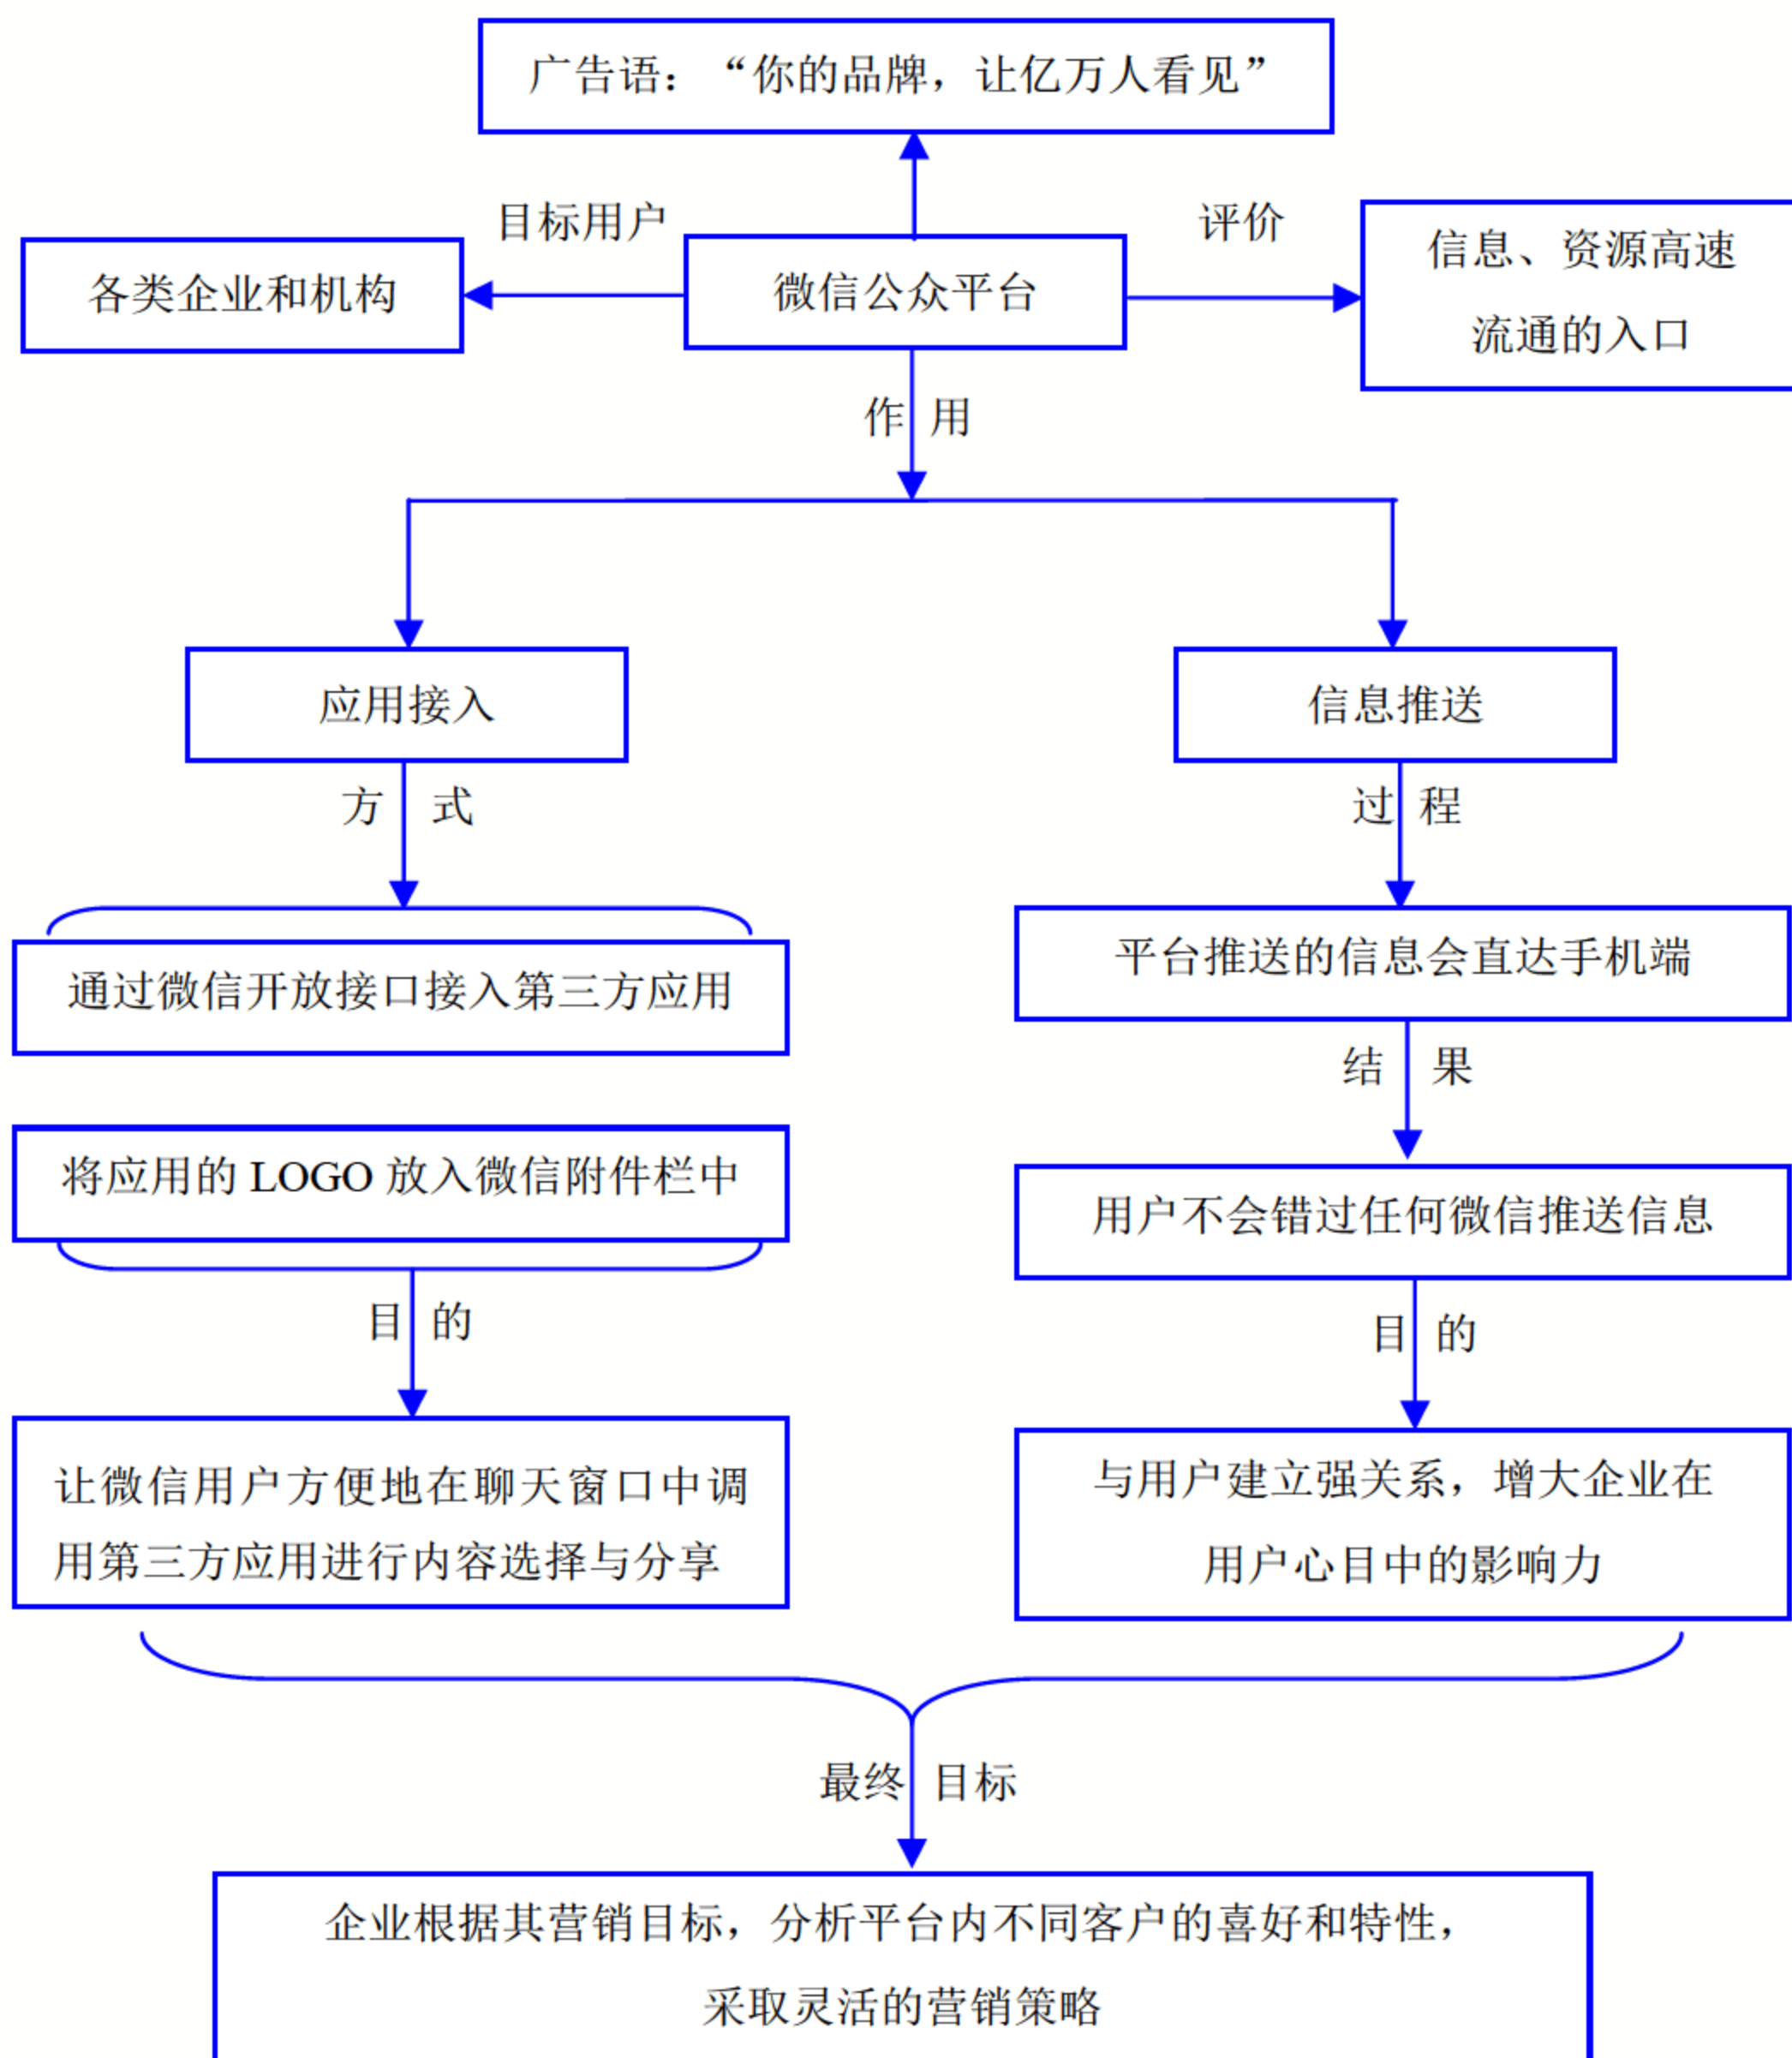 广告语：“你的品牌，让亿万人看见”
目标用户
评价
各类企业和机构
微信公众平台
信息、资源高速
流通的入口
作用
应用接入
信息推送
方式
过程
通过微信开放接口接入第三方应用
平台推送的信息会直达手机端
结果
将应用的 LOGO 放入微信附件栏中
用户不会错过任何微信推送信息
目的
目的
让微信用户方便地在聊天窗口中调
用第三方应用进行内容选择与分享
与用户建立强关系，增大企业在
用户心目中的影响力
最终目标
企业根据其营销目标，分析平台内不同客户的喜好和特性，
采取灵活的营销策略